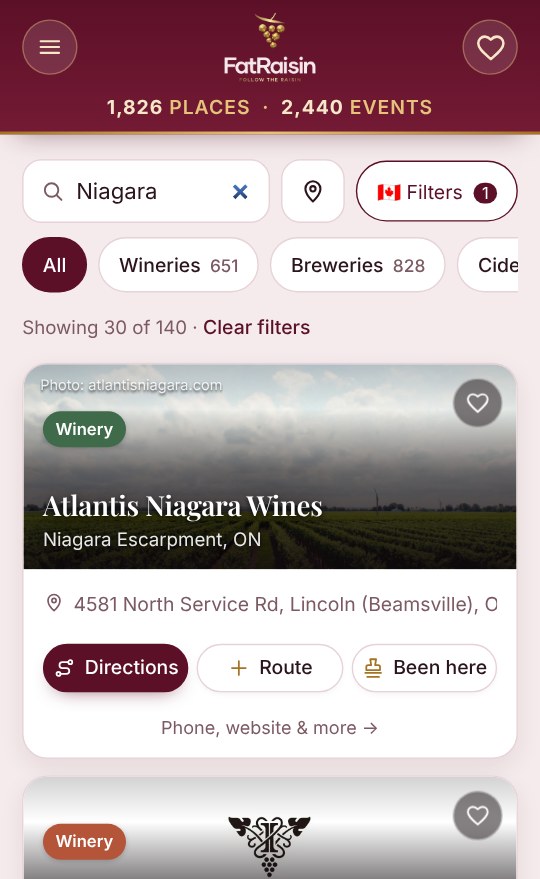 FatRaisin
FOLLOW THE RAISIN
1,826 PLACES · 2,440 EVENTS
Niagara
Filters 1
All
Wineries 651
Breweries 828
Cide
Showing 30 of 140 · Clear filters
Photo: atlantisniagara.com
Winery
Atlantis Niagara Wines
Niagara Escarpment, ON
4581 North Service Rd, Lincoln (Beamsville), O
Directions
Route
Been here
Phone, website & more →
Winery